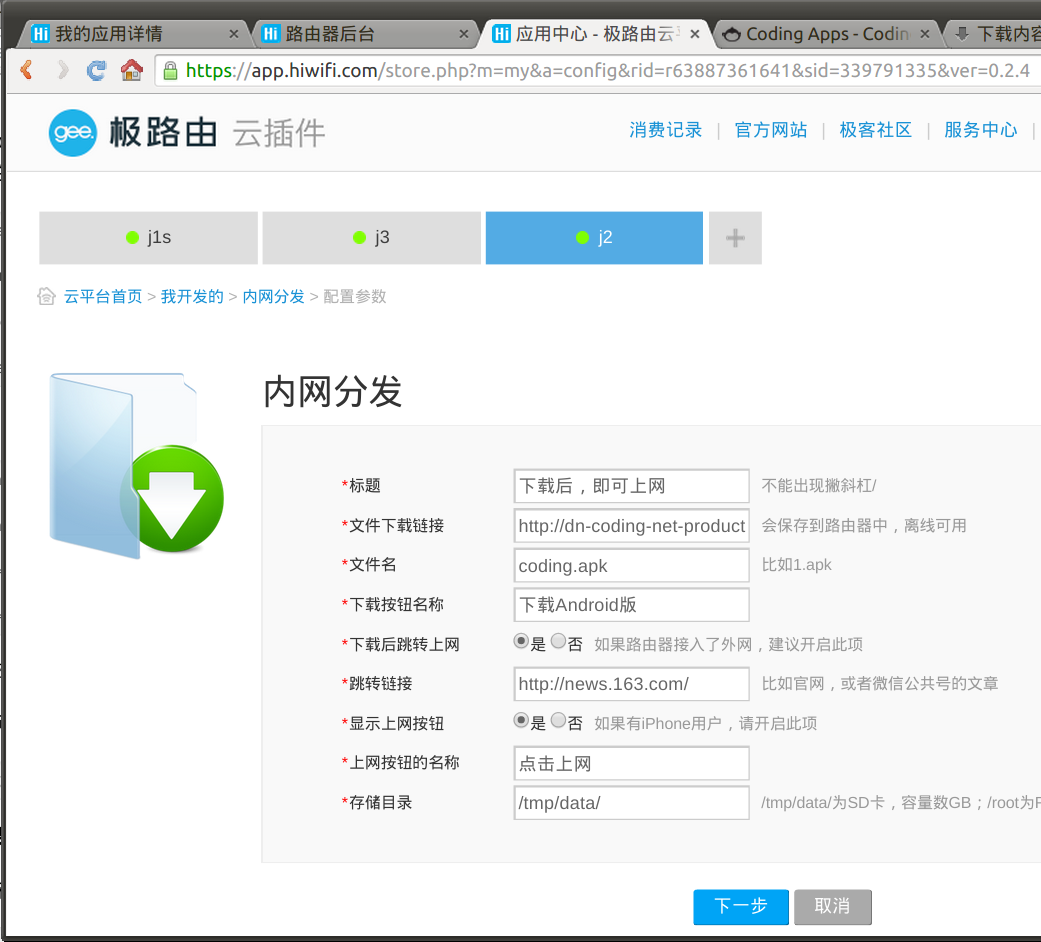 Hi 我的应用详情 × Hi 路由器后台 × Hi 应用中心 - 极路由云 × Coding Apps - Codin × 下载内容
https://app.hiwifi.com/store.php?m=my&a=config&rid=r63887361641&sid=339791335&ver=0.2.4
gee. 极路由 云插件 消费记录 | 官方网站 | 极客社区 | 服务中心 |
j1s j3 j2 +
云平台首页 > 我开发的 > 内网分发 > 配置参数
内网分发
*标题 下载后，即可上网 不能出现撇斜杠/
*文件下载链接 http://dn-coding-net-product 会保存到路由器中，离线可用
*文件名 coding.apk 比如1.apk
*下载按钮名称 下载Android版
*下载后跳转上网 是 否 如果路由器接入了外网，建议开启此项
*跳转链接 http://news.163.com/ 比如官网，或者微信公共号的文章
*显示上网按钮 是 否 如果有iPhone用户，请开启此项
*上网按钮的名称 点击上网
*存储目录 /tmp/data/ /tmp/data/为SD卡，容量数GB；/root为
下一步 取消